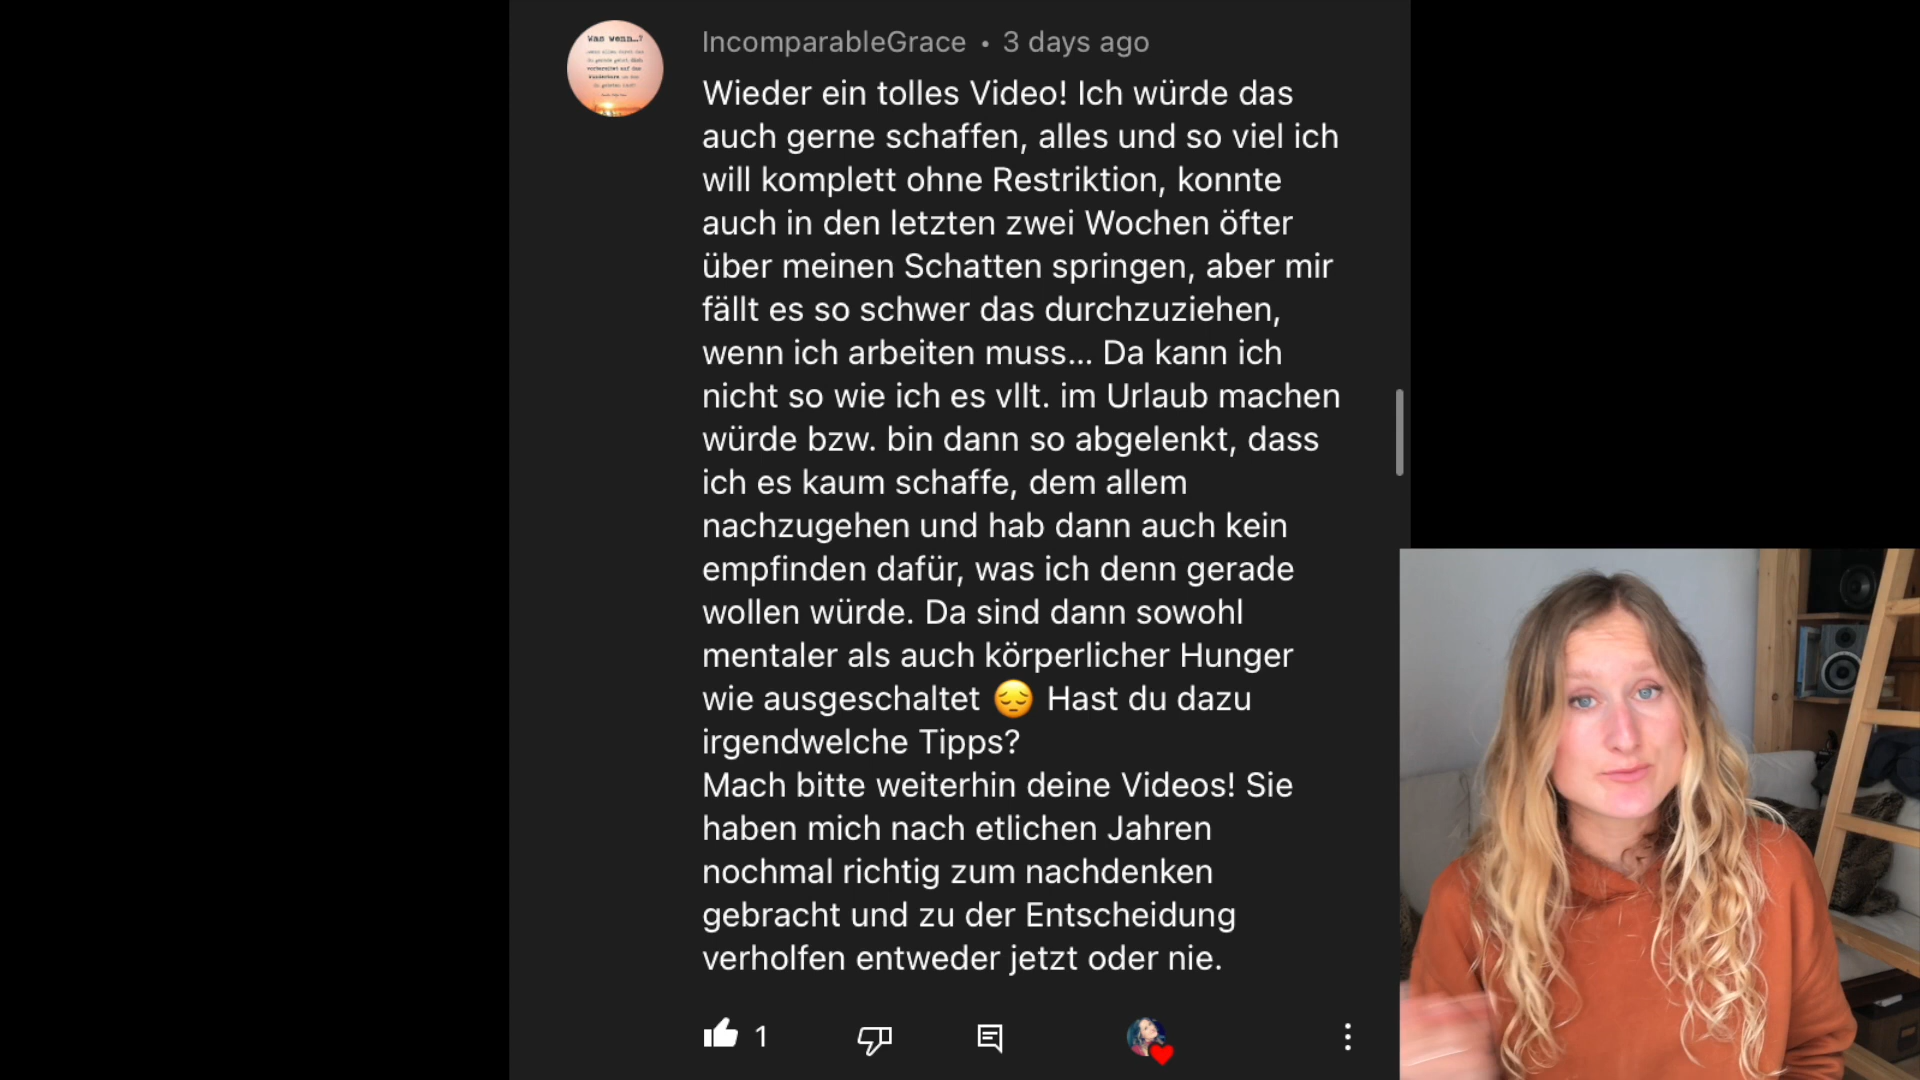 Was wenn...?
IncomparableGrace • 3 days ago
Wieder ein tolles Video! Ich würde das
auch gerne schaffen, alles und so viel ich
will komplett ohne Restriktion, konnte
auch in den letzten zwei Wochen öfter
über meinen Schatten springen, aber mir
fällt es so schwer das durchzuziehen,
wenn ich arbeiten muss... Da kann ich
nicht so wie ich es vllt. im Urlaub machen
würde bzw. bin dann so abgelenkt, dass
ich es kaum schaffe, dem allem
nachzugehen und hab dann auch kein
empfinden dafür, was ich denn gerade
wollen würde. Da sind dann sowohl
mentaler als auch körperlicher Hunger
wie ausgeschaltet 😔 Hast du dazu
irgendwelche Tipps?
Mach bitte weiterhin deine Videos! Sie
haben mich nach etlichen Jahren
nochmal richtig zum nachdenken
gebracht und zu der Entscheidung
verholfen entweder jetzt oder nie.
1